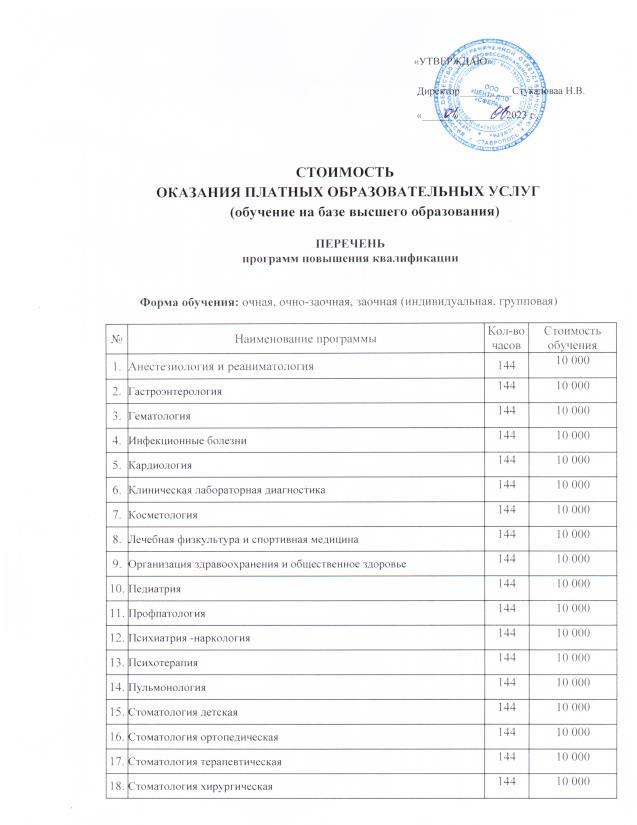 «УТВЕРЖДАЮ»
Директор Стукаловаа Н.В.
« 2023 г.
ООО
«ЦЕНТР ДПО
«СФЕРА»
СТОИМОСТЬ
ОКАЗАНИЯ ПЛАТНЫХ ОБРАЗОВАТЕЛЬНЫХ УСЛУГ
(обучение на базе высшего образования)
ПЕРЕЧЕНЬ
программ повышения квалификации
Форма обучения: очная, очно-заочная, заочная (индивидуальная, групповая)
№ Наименование программы Кол-во часов Стоимость обучения
1. Анестезиология и реаниматология 144 10 000
2. Гастроэнтерология 144 10 000
3. Гематология 144 10 000
4. Инфекционные болезни 144 10 000
5. Кардиология 144 10 000
6. Клиническая лабораторная диагностика 144 10 000
7. Косметология 144 10 000
8. Лечебная физкультура и спортивная медицина 144 10 000
9. Организация здравоохранения и общественное здоровье 144 10 000
10. Педиатрия 144 10 000
11. Профпатология 144 10 000
12. Психиатрия -наркология 144 10 000
13. Психотерапия 144 10 000
14. Пульмонология 144 10 000
15. Стоматология детская 144 10 000
16. Стоматология ортопедическая 144 10 000
17. Стоматология терапевтическая 144 10 000
18. Стоматология хирургическая 144 10 000